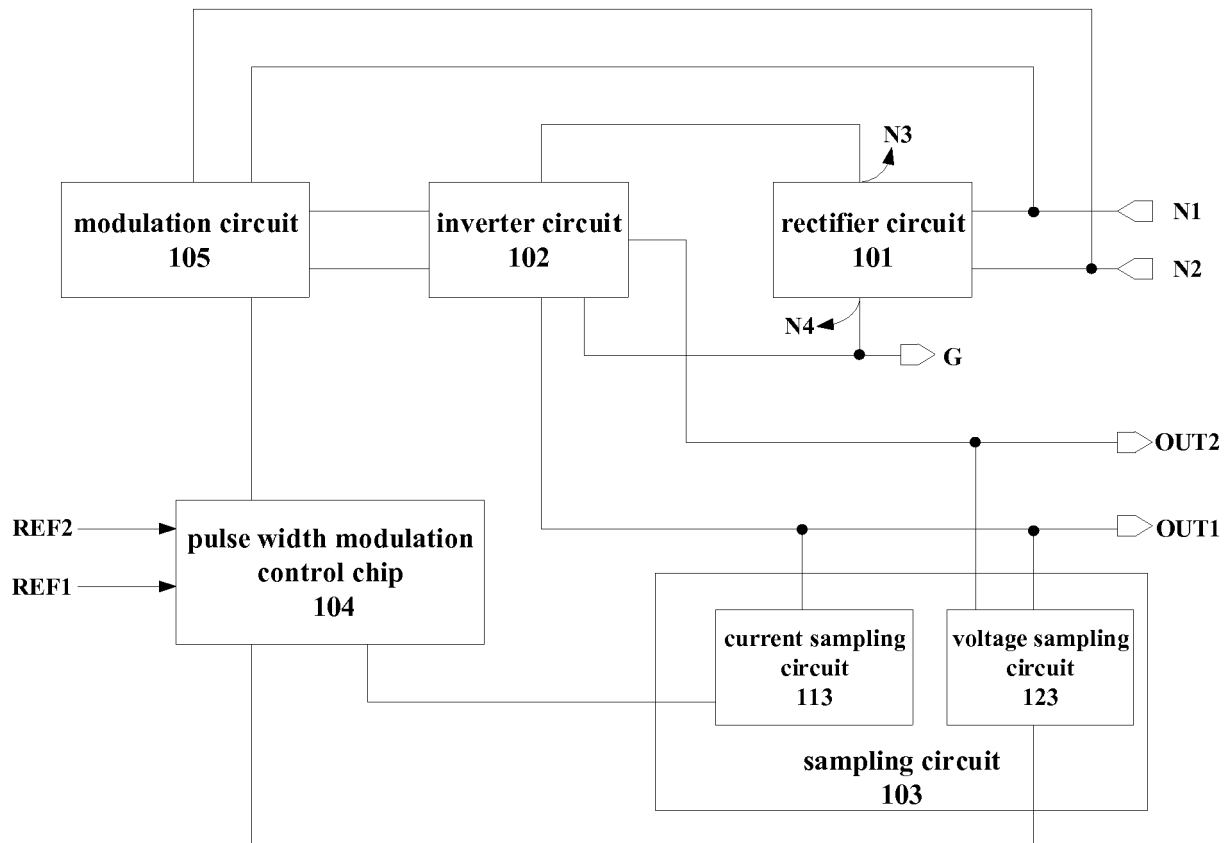 N3
modulation circuit
105
inverter circuit
102
rectifier circuit
101
N1
N2
N4
G
OUT2
OUT1
REF2
REF1
pulse width modulation
control chip
104
current sampling
circuit
113
voltage sampling
circuit
123
sampling circuit
103